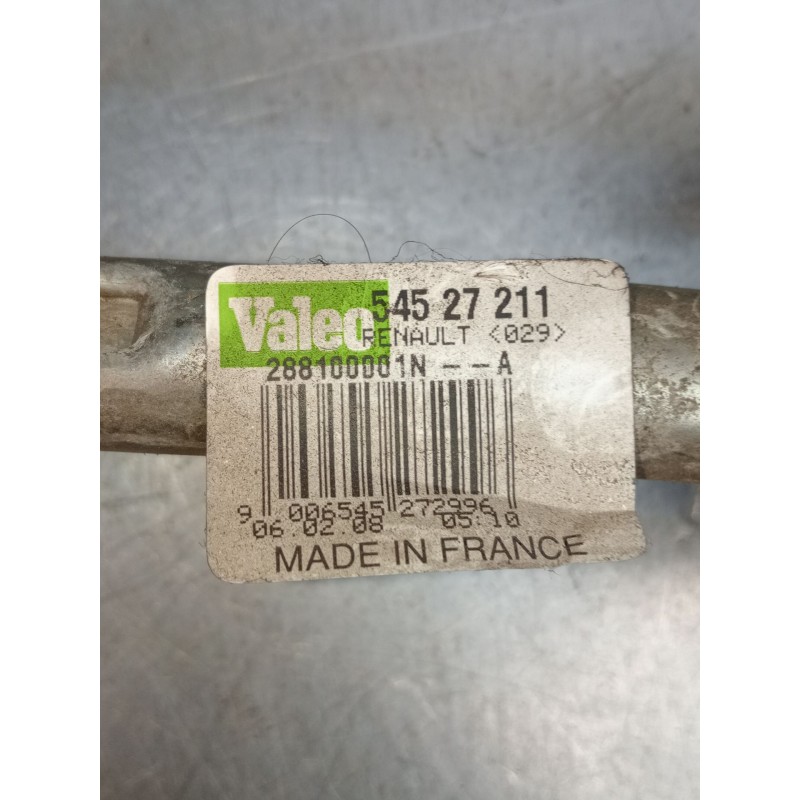 Valeo 545 27 211
RENAULT <029>
288100001N--A
9 006545 272996
06.02.08 05:10
MADE IN FRANCE